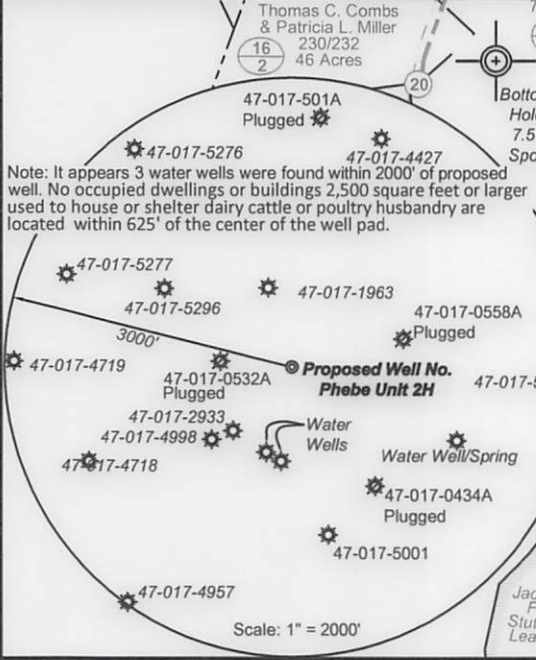 Thomas C. Combs
& Patricia L. Miller
16
2
230/232
46 Acres
20
47-017-501A
Plugged
47-017-5276
47-017-4427
Note: It appears 3 water wells were found within 2000' of proposed
well. No occupied dwellings or buildings 2,500 square feet or larger
used to house or shelter dairy cattle or poultry husbandry are
located within 625' of the center of the well pad.
47-017-5277
47-017-5296
47-017-1963
47-017-0558A
Plugged
3000'
47-017-4719
47-017-0532A
Plugged
Proposed Well No.
Phebe Unit 2H
47-017-2933
47-017-4998
Water
Wells
Water Well/Spring
47-017-4718
47-017-0434A
Plugged
47-017-5001
47-017-4957
Scale: 1" = 2000'
7.5